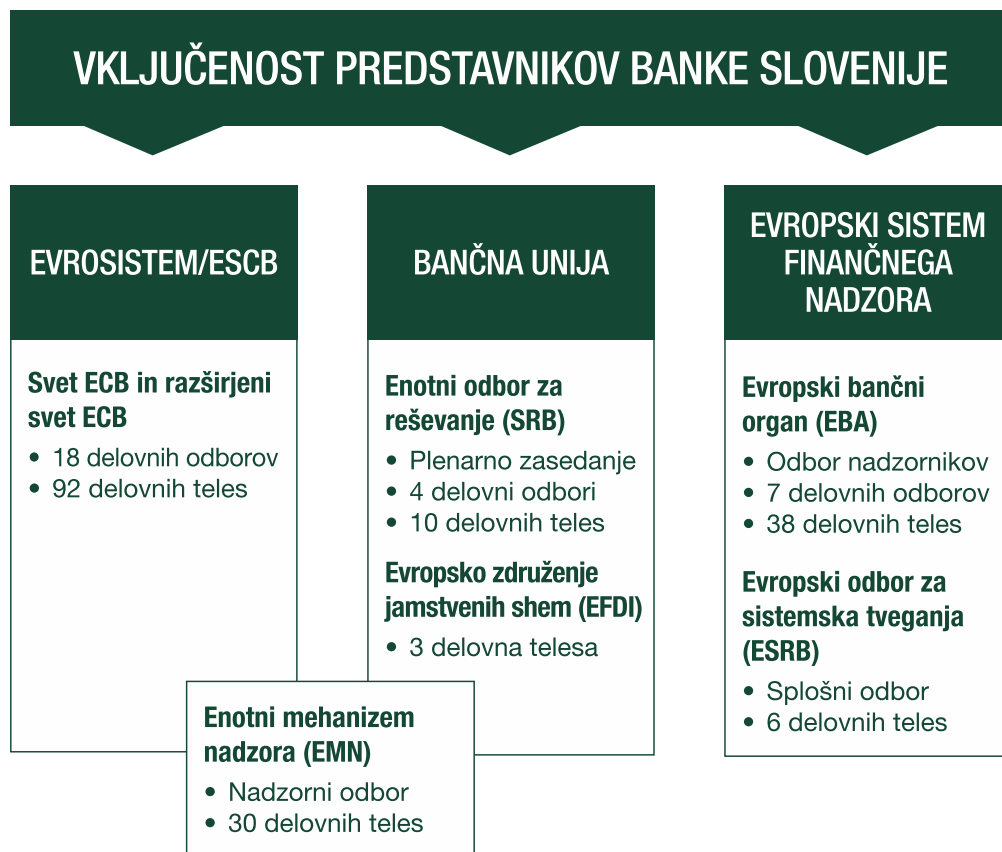 VKLJUČENOST PREDSTAVNIKOV BANKE SLOVENIJE
EVROSISTEM/ESCB
Svet ECB in razširjeni
svet ECB
• 18 delovnih odborov
• 92 delovnih teles
BANČNA UNIJA
Enotni odbor za
reševanje (SRB)
• Plenarno zasedanje
• 4 delovni odbori
• 10 delovnih teles
Evropsko združenje
jamstvenih shem (EFDI)
• 3 delovna telesa
Enotni mehanizem
nadzora (EMN)
• Nadzorni odbor
• 30 delovnih teles
EVROPSKI SISTEM
FINANČNEGA
NADZORA
Evropski bančni
organ (EBA)
• Odbor nadzornikov
• 7 delovnih odborov
• 38 delovnih teles
Evropski odbor za
sistemska tveganja
(ESRB)
• Splošni odbor
• 6 delovnih teles